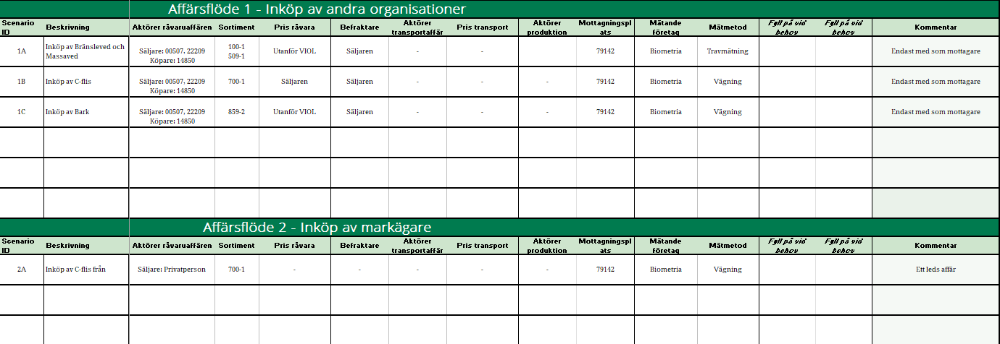 Affärsflöde 1 - Inköp av andra organisationer
Scenario ID Beskrivning Aktörer råvaruaffären Sortiment Pris råvara Befraktare Aktörer transportaffär Pris transport Aktörer produktion Mottagningsplats Mätande företag Mätmetod Fyll på vid behov Fyll på vid behov Kommentar
1A Inköp av Bränsleved och Massaved Säljare: 00507, 22209 Köpare: 14850 100-1 509-1 Utanför VIOL Säljaren - - - 79142 Biometria Travmätning Endast med som mottagare
1B Inköp av C-flis Säljare: 00507, 22209 Köpare: 14850 700-1 Säljaren Säljaren - - - 79142 Biometria Vägning Endast med som mottagare
1C Inköp av Bark Säljare: 00507, 22209 Köpare: 14850 859-2 Utanför VIOL Säljaren - - - 79142 Biometria Vägning Endast med som mottagare
Affärsflöde 2 - Inköp av markägare
Scenario ID Beskrivning Aktörer råvaruaffären Sortiment Pris råvara Befraktare Aktörer transportaffär Pris transport Aktörer produktion Mottagningsplats Mätande företag Mätmetod Fyll på vid behov Fyll på vid behov Kommentar
2A Inköp av C-flis från Säljare: Privatperson 700-1 - - - - - 79142 Biometria Vägning Ett leds affär